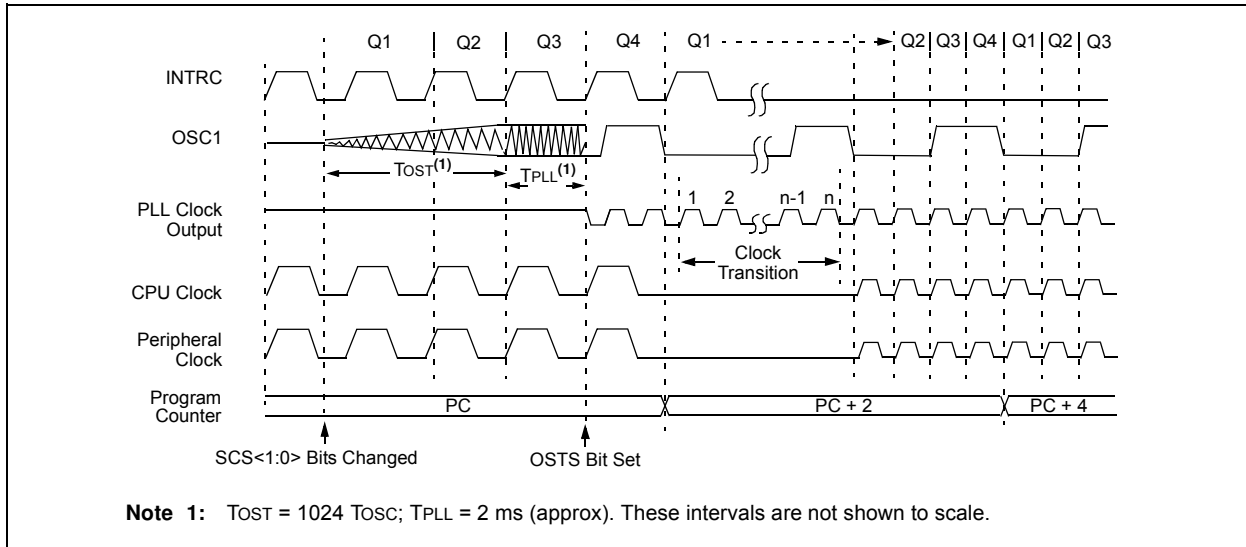 Q1 Q2 Q3 Q4 Q1 Q2 Q3 Q4 Q1 Q2 Q3
INTRC
OSC1
TOST(1) TPLL(1)
1 2 n-1 n
PLL Clock
Output
Clock
Transition
CPU Clock
Peripheral
Clock
Program
Counter
PC PC + 2 PC + 4
SCS<1:0> Bits Changed OSTS Bit Set
Note 1: TOST = 1024 TOSC; TPLL = 2 ms (approx). These intervals are not shown to scale.